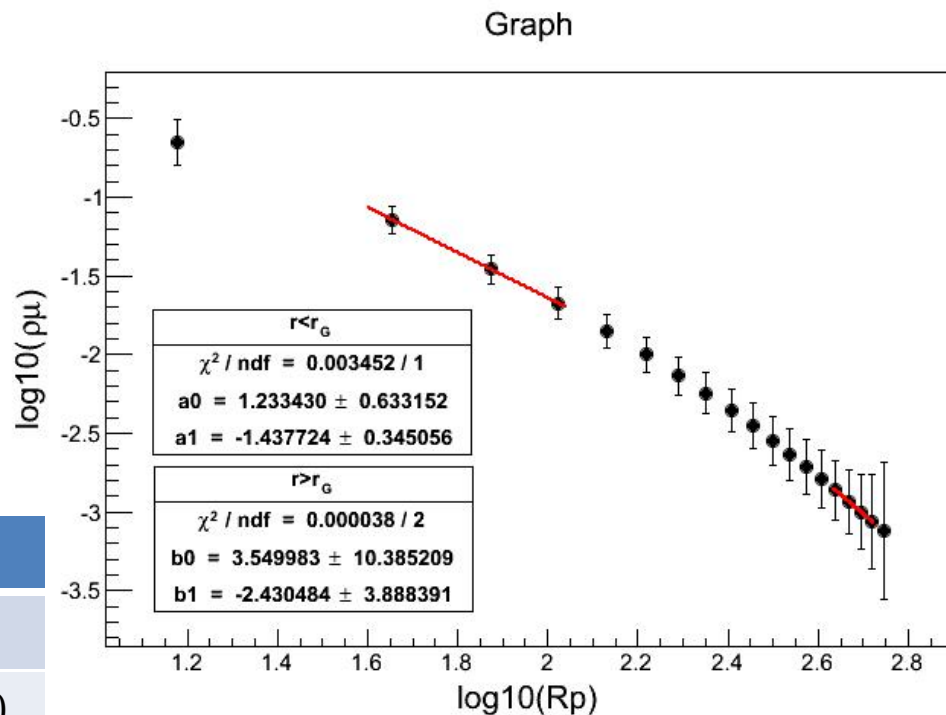 Graph
log10(ρμ)
-0.5
-1
-1.5
-2
-2.5
-3
-3.5
r<r_G
χ² / ndf = 0.003452 / 1
a0 = 1.233430 ± 0.633152
a1 = -1.437724 ± 0.345056
r>r_G
χ² / ndf = 0.000038 / 2
b0 = 3.549983 ± 10.385209
b1 = -2.430484 ± 3.888391
1.2 1.4 1.6 1.8 2 2.2 2.4 2.6 2.8
log10(Rp)
)